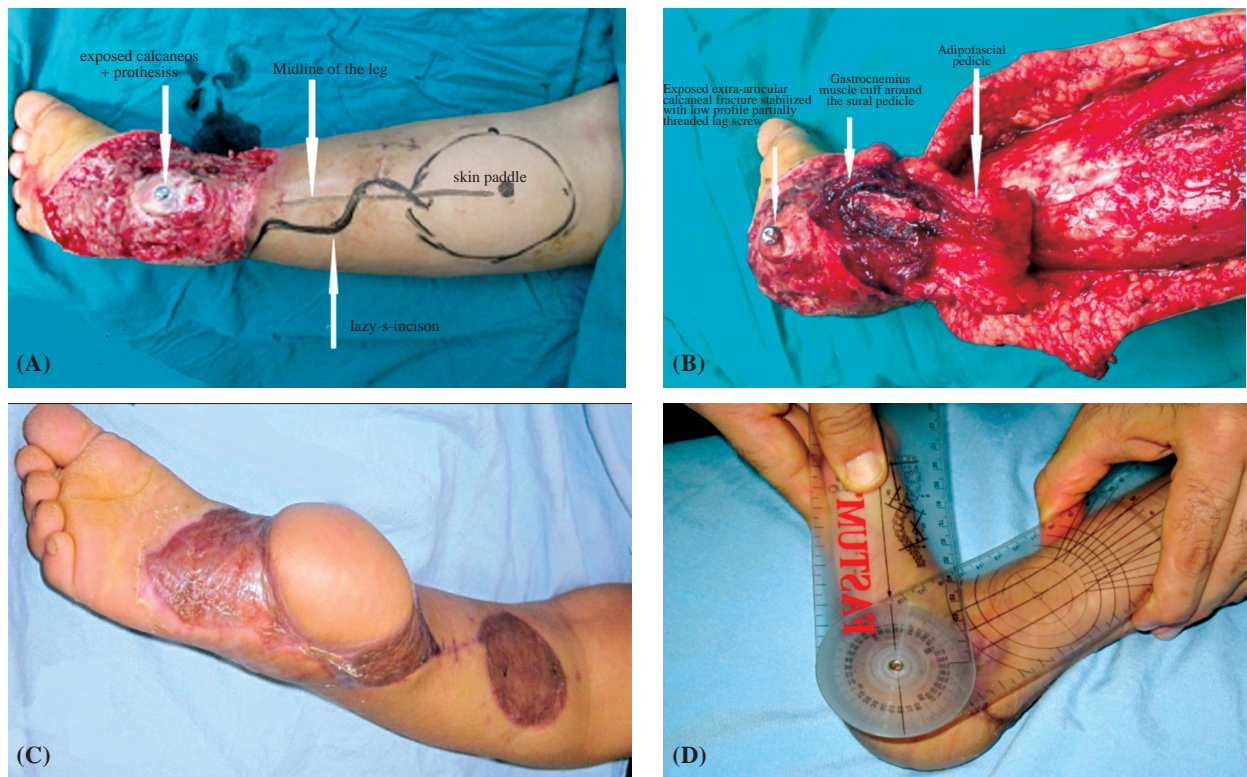 exposed calcaneos
+ prothesiss
Midline of the leg
skin paddle
lazy-s-incison
(A)
Exposed extra-articular
calcaneal fracture stabilized
with low profile partially
threaded lag screw
Gastrocnemius
muscle cuff around
the sural pedicle
Adipofascial
pedicle
(B)
(C)
FASTUM
(D)